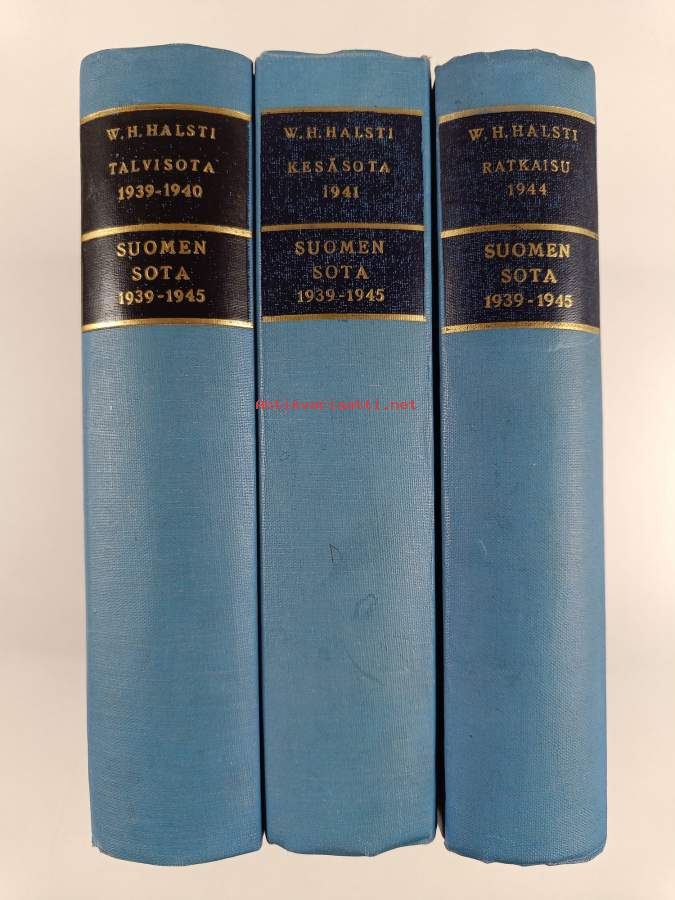 W. H. HALSTI
TALVISOTA
1939-1940
SUOMEN
SOTA
1939-1945
W. H. HALSTI
KESÄSOTA
1941
SUOMEN
SOTA
1939-1945
W. H. HALSTI
RATKAISU
1944
SUOMEN
SOTA
1939-1945
Antikvariaatti.net